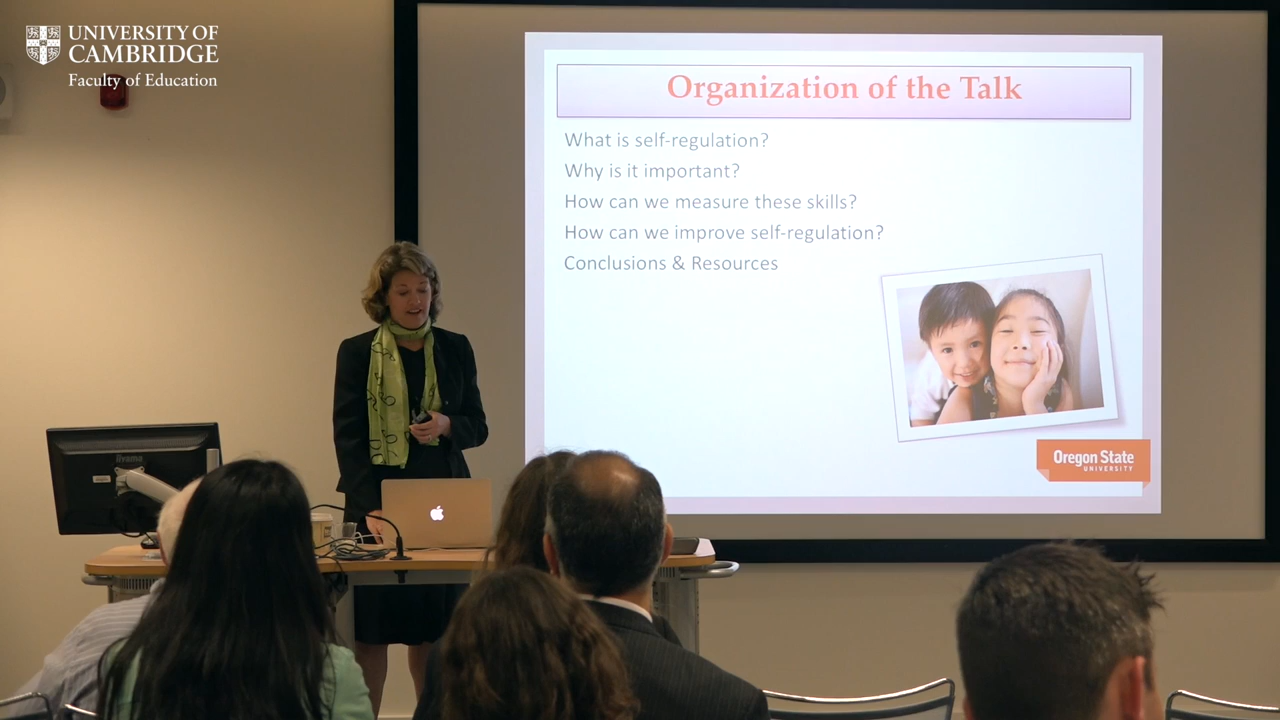 UNIVERSITY OF
CAMBRIDGE
Faculty of Education
Organization of the Talk
What is self-regulation?
Why is it important?
How can we measure these skills?
How can we improve self-regulation?
Conclusions & Resources
Oregon State
UNIVERSITY
iiyama